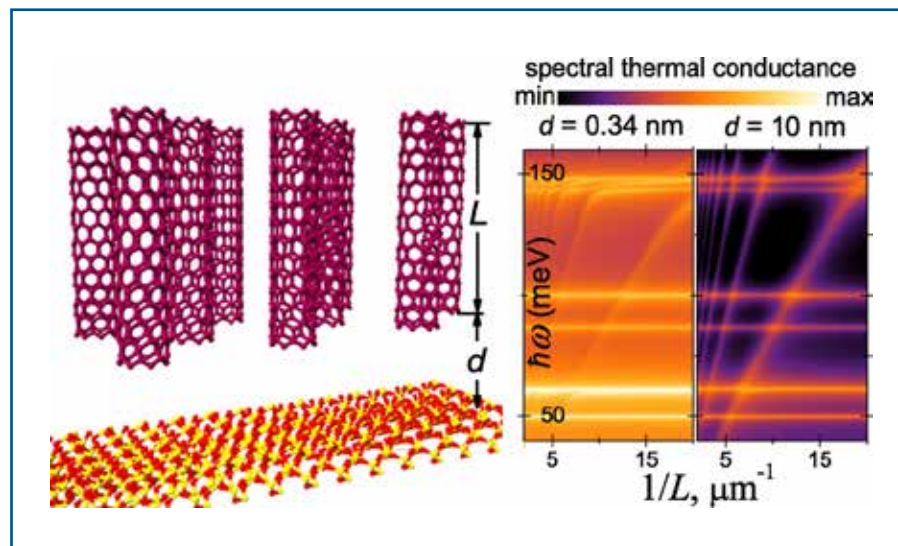 spectral thermal conductance
min max
d = 0.34 nm d = 10 nm
L
d
150
ħω (meV)
50
5 15 5 15
1/L, μm⁻¹